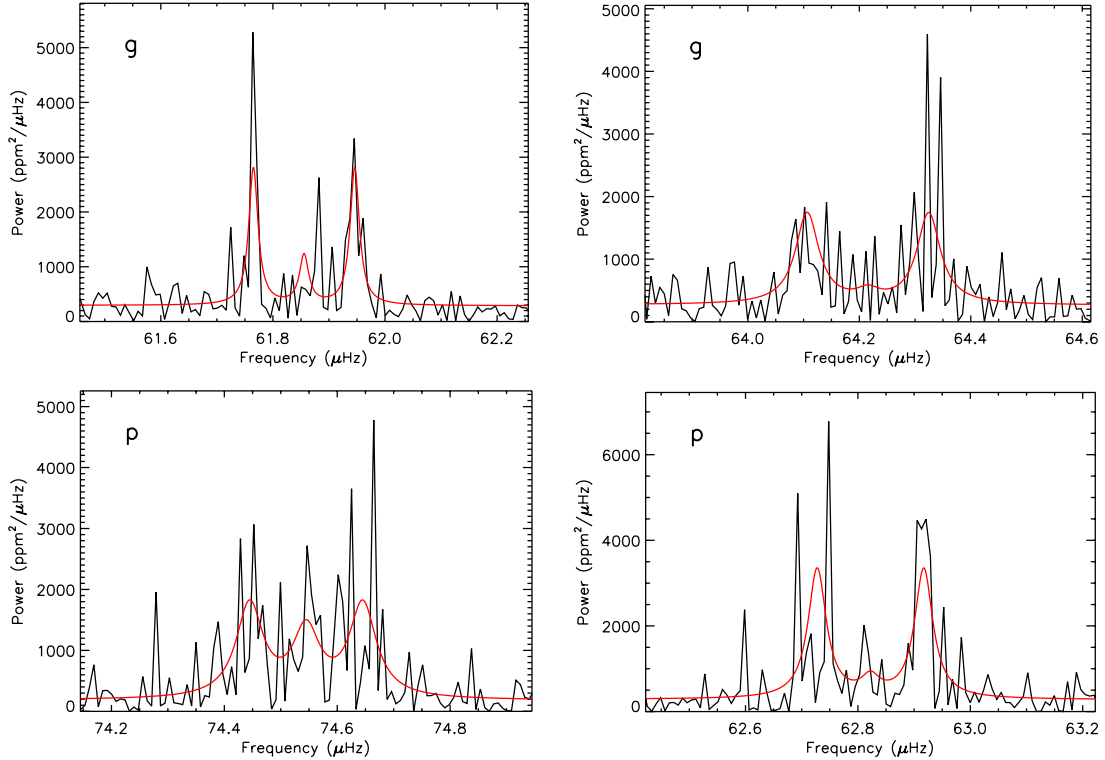 g
5000
4000
3000
2000
1000
0
Power (ppm²/μHz)
61.6 61.8 62.0 62.2
Frequency (μHz)
g
5000
4000
3000
2000
1000
0
Power (ppm²/μHz)
64.0 64.2 64.4 64.6
Frequency (μHz)
p
5000
4000
3000
2000
1000
0
Power (ppm²/μHz)
74.2 74.4 74.6 74.8
Frequency (μHz)
p
6000
4000
2000
0
Power (ppm²/μHz)
62.6 62.8 63.0 63.2
Frequency (μHz)